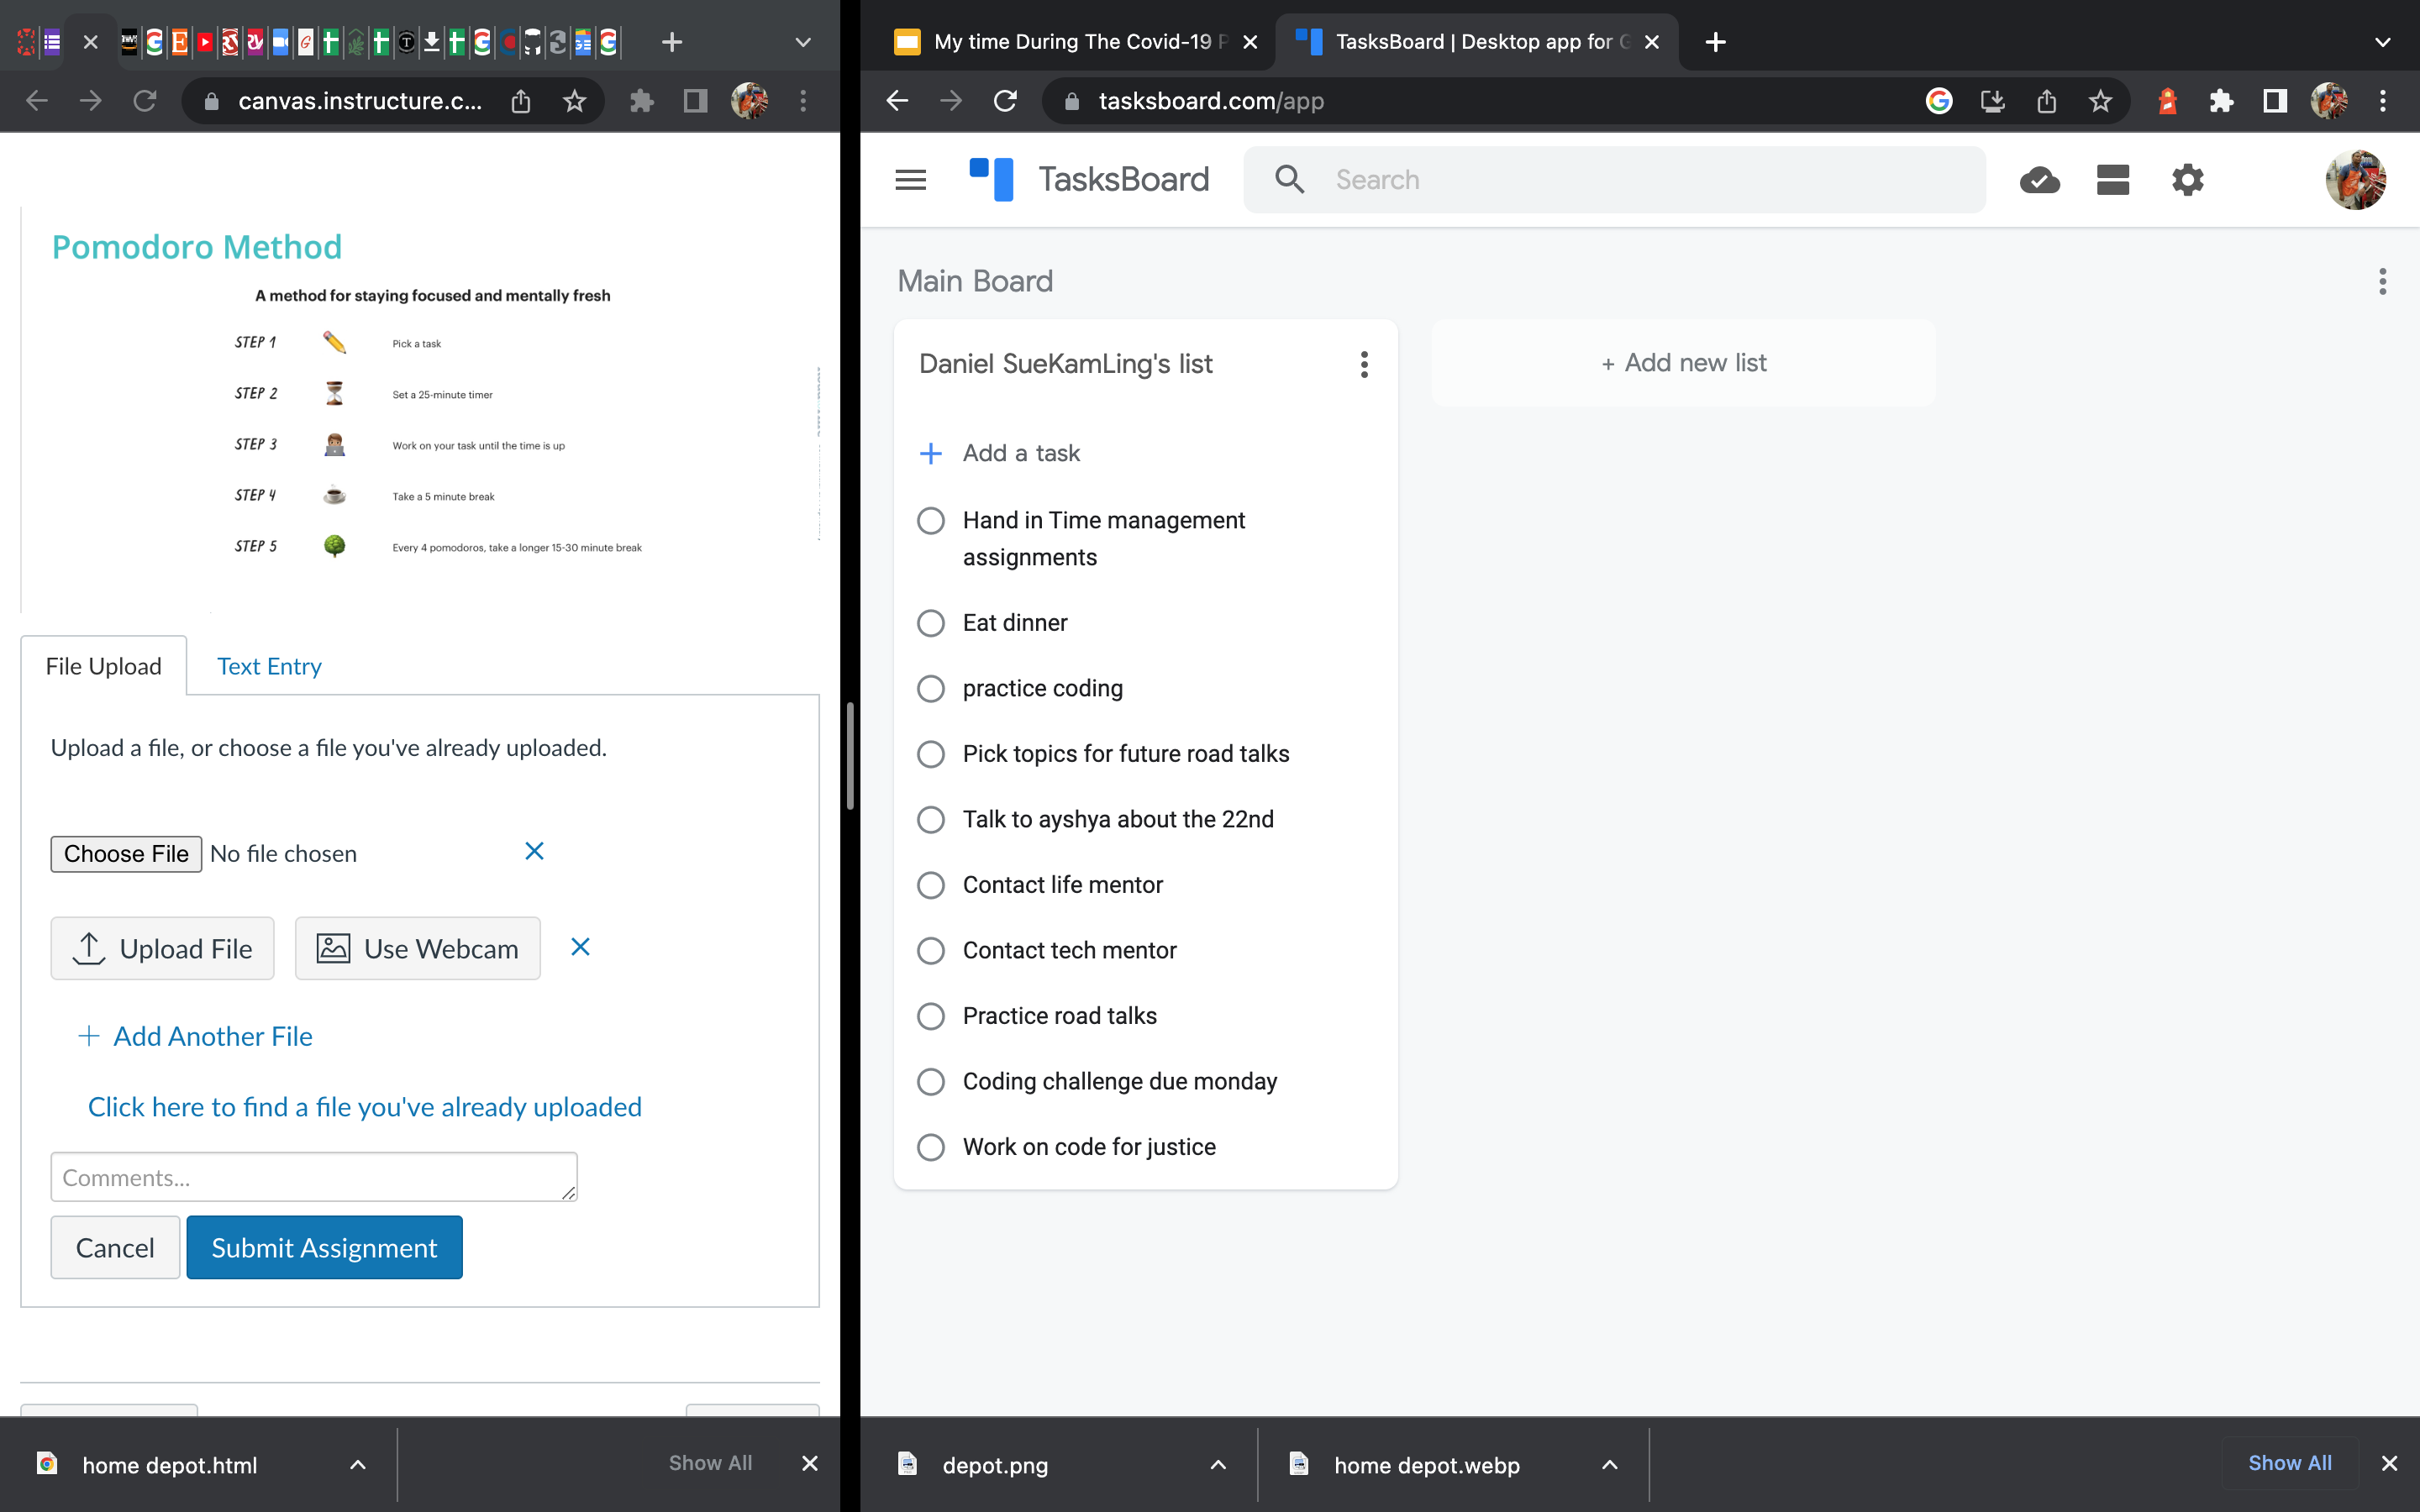 canvas.instructure.c...
Pomodoro Method
A method for staying focused and mentally fresh
STEP 1 Pick a task
STEP 2 Set a 25-minute timer
STEP 3 Work on your task until the time is up
STEP 4 Take a 5 minute break
STEP 5 Every 4 pomodoros, take a longer 15-30 minute break
File Upload Text Entry
Upload a file, or choose a file you've already uploaded.
Choose File No file chosen
Upload File Use Webcam
+ Add Another File
Click here to find a file you've already uploaded
Comments...
Cancel Submit Assignment
home depot.html Show All
My time During The Covid-19 P TasksBoard | Desktop app for G
tasksboard.com/app
TasksBoard Search
Main Board
Daniel SueKamLing's list
+ Add new list
Add a task
Hand in Time management
assignments
Eat dinner
practice coding
Pick topics for future road talks
Talk to ayshya about the 22nd
Contact life mentor
Contact tech mentor
Practice road talks
Coding challenge due monday
Work on code for justice
depot.png home depot.webp Show All